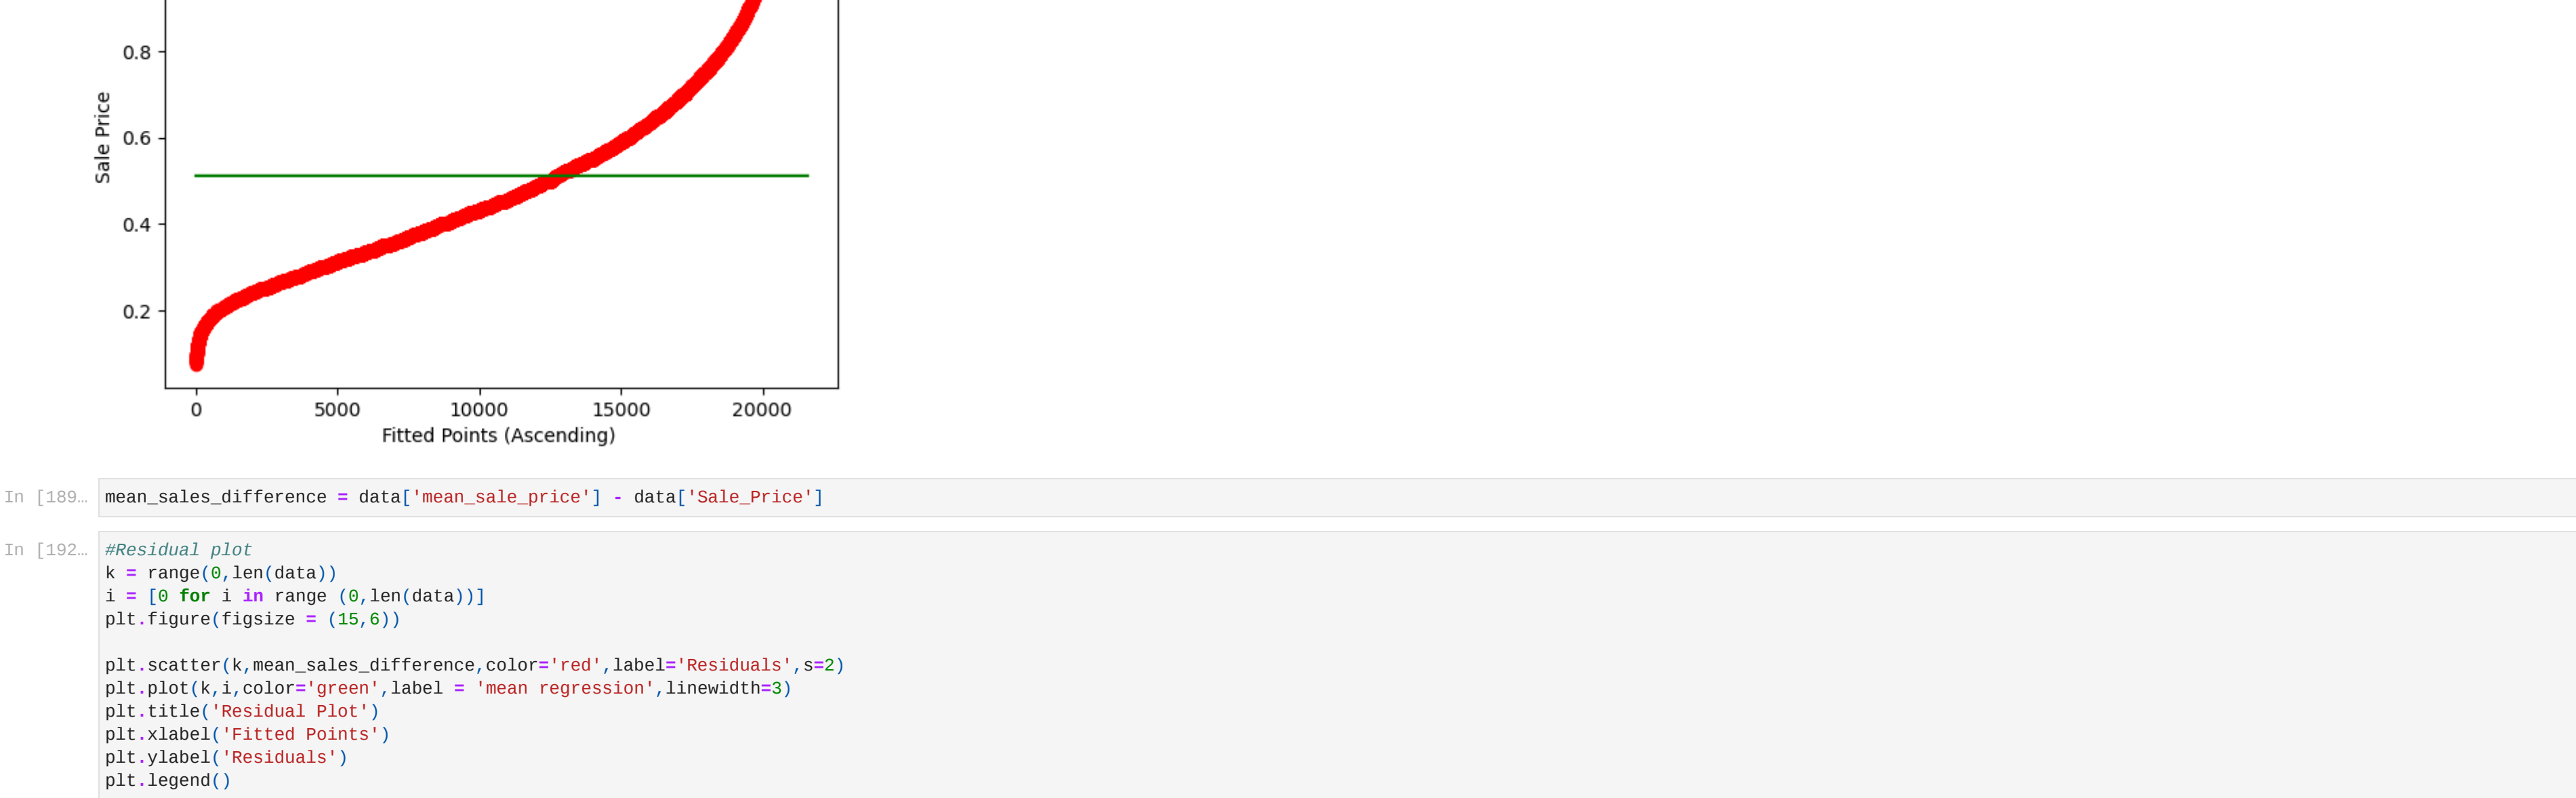 0.8
0.6
0.4
0.2
Sale Price
0 5000 10000 15000 20000
Fitted Points (Ascending)
In [189… mean_sales_difference = data['mean_sale_price'] - data['Sale_Price']
In [192… #Residual plot
k = range(0,len(data))
i = [0 for i in range (0,len(data))]
plt.figure(figsize = (15,6))
plt.scatter(k,mean_sales_difference,color='red',label='Residuals',s=2)
plt.plot(k,i,color='green',label = 'mean regression',linewidth=3)
plt.title('Residual Plot')
plt.xlabel('Fitted Points')
plt.ylabel('Residuals')
plt.legend()